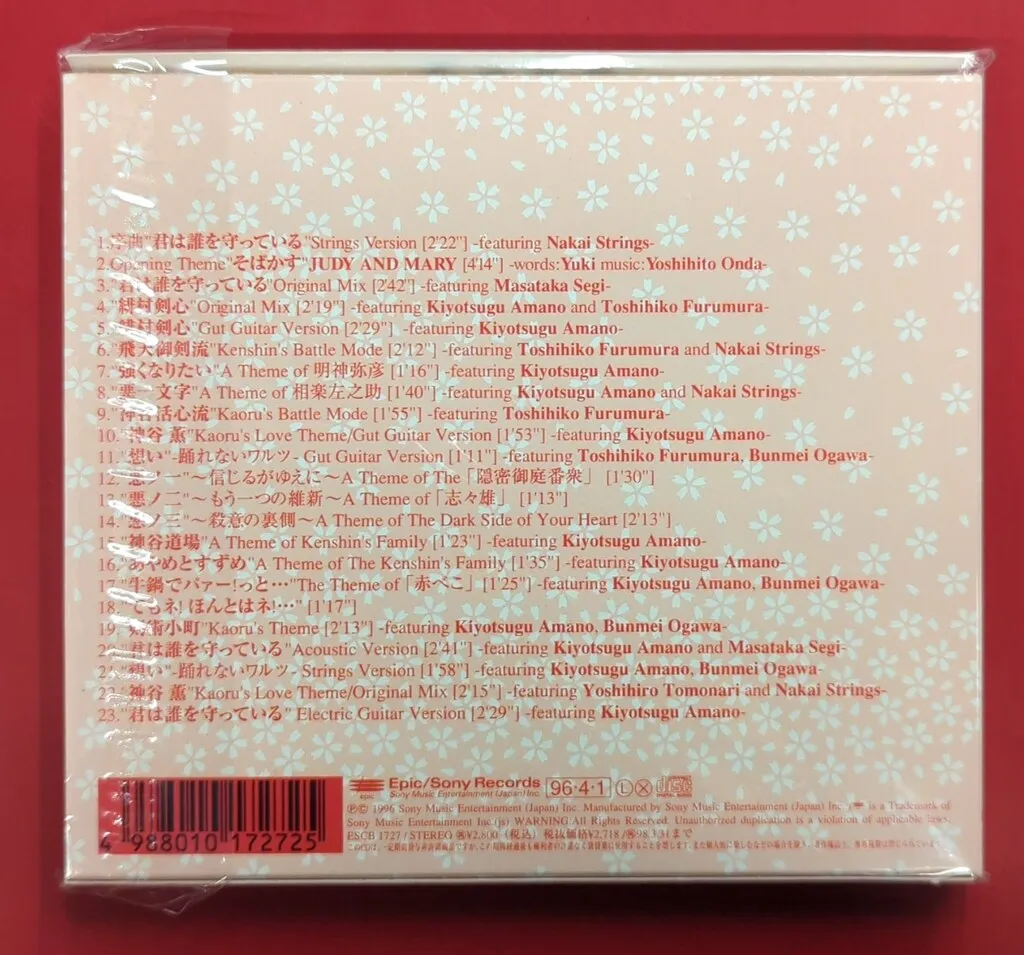 1.序曲"君は誰を守っている"Strings Version [2'22"] -featuring Nakai Strings-
2.Opening Theme"そばかす"JUDY AND MARY [4'14"] -words:Yuki music:Yoshihito Onda-
3."君は誰を守っている"Original Mix [2'42"] -featuring Masataka Segi-
4."緋村剣心"Original Mix [2'19"] -featuring Kiyotsugu Amano and Toshihiko Furumura-
5."緋村剣心"Gut Guitar Version [2'29"] -featuring Kiyotsugu Amano-
6."飛天御剣流"Kenshin's Battle Mode [2'12"] -featuring Toshihiko Furumura and Nakai Strings-
7."強くなりたい"A Theme of 明神弥彦 [1'16"] -featuring Kiyotsugu Amano-
8."悪一文字"A Theme of 相楽左之助 [1'40"] -featuring Kiyotsugu Amano and Nakai Strings-
9."神谷活心流"Kaoru's Battle Mode [1'55"] -featuring Toshihiko Furumura-
10."神谷 薫"Kaoru's Love Theme/Gut Guitar Version [1'53"] -featuring Kiyotsugu Amano-
11."想い"-踊れないワルツ- Gut Guitar Version [1'11"] -featuring Toshihiko Furumura, Bunmei Ogawa-
12."悪ノ一"〜信じるがゆえに〜A Theme of The「隠密御庭番衆」 [1'30"]
13."悪ノ二"〜もう一つの維新〜A Theme of「志々雄」 [1'13"]
14."悪ノ三"〜殺意の裏側〜A Theme of The Dark Side of Your Heart [2'13"]
15."神谷道場"A Theme of Kenshin's Family [1'23"] -featuring Kiyotsugu Amano-
16."あやめとすずめ"A Theme of The Kenshin's Family [1'35"] -featuring Kiyotsugu Amano-
17."牛鍋でパァー!っと…"The Theme of「赤べこ」 [1'25"] -featuring Kiyotsugu Amano, Bunmei Ogawa-
18."でもネ! ほんとはネ!…" [1'17"]
19."剣術小町"Kaoru's Theme [2'13"] -featuring Kiyotsugu Amano, Bunmei Ogawa-
20."君は誰を守っている"Acoustic Version [2'41"] -featuring Kiyotsugu Amano and Masataka Segi-
21."想い"-踊れないワルツ- Strings Version [1'58"] -featuring Kiyotsugu Amano, Bunmei Ogawa-
22."神谷 薫"Kaoru's Love Theme/Original Mix [2'15"] -featuring Yoshihiro Tomonari and Nakai Strings-
23."君は誰を守っている" Electric Guitar Version [2'29"] -featuring Kiyotsugu Amano-
4 988010 172725
epic Epic/Sony Records 96・4・1 L X
Sony Music Entertainment (Japan) Inc.
ⓅⒸ 1996 Sony Music Entertainment (Japan) Inc. Manufactured by Sony Music Entertainment (Japan) Inc. is a Trademark of
Sony Music Entertainment Inc. WARNING All Rights Reserved. Unauthorized duplication is a violation of applicable laws.
ESCB 1727 / STEREO ¥2,800 (税込) 税抜価格¥2,718 98.3.31まで